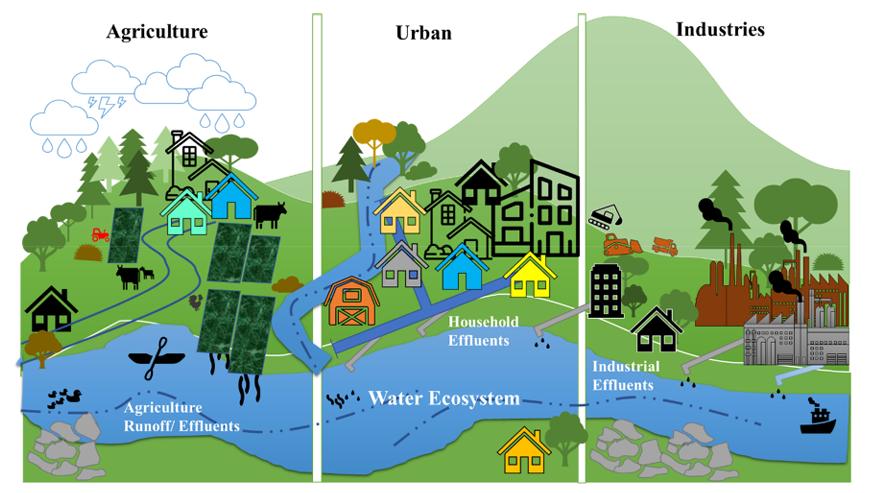 Agriculture
Urban
Industries
Household
Effluents
Industrial
Effluents
Water Ecosystem
Agriculture
Runoff/ Effluents